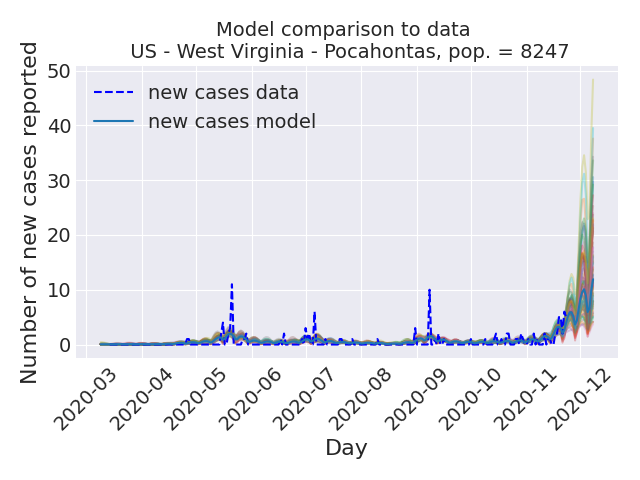 Model comparison to data
US - West Virginia - Pocahontas, pop. = 8247
Number of new cases reported
50
40
30
20
10
0
new cases data
new cases model
2020-03
2020-04
2020-05
2020-06
2020-07
2020-08
2020-09
2020-10
2020-11
2020-12
Day